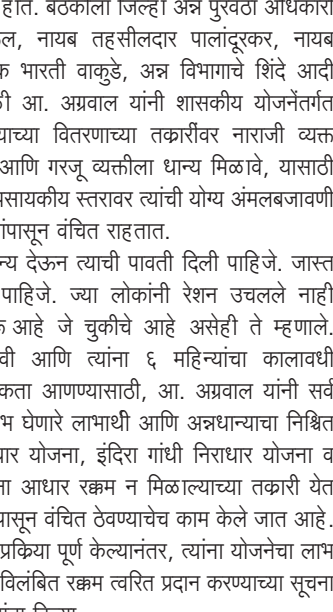 होते. बैठकीला जिल्हा अन्न पुरवठा अधिकारी
नायब तहसीलदार पालांदूरकर, नायब
भारती वाकुडे, अन्न विभागाचे शिंदे आदी
आ. अग्रवाल यांनी शासकीय योजनेंतर्गत
वितरणाच्या तक्रारींवर नाराजी व्यक्त
आणि गरजू व्यक्तीला धान्य मिळावे, यासाठी
स्तरावर त्यांची योग्य अंमलबजावणी
वंचित राहतात.
देऊन त्याची पावती दिली पाहिजे. जास्त
पाहिजे. ज्या लोकांनी रेशन उचलले नाही
आहे जे चुकीचे आहे असेही ते म्हणाले.
आणि त्यांना ६ महिन्यांचा कालावधी
आणण्यासाठी, आ. अग्रवाल यांनी सर्व
घेणारे लाभार्थी आणि अन्नधान्याचा निश्चित
योजना, इंदिरा गांधी निराधार योजना व
आधार रक्कम न मिळाल्याच्या तक्रारी येत
वंचित ठेवण्याचेच काम केले जात आहे.
प्रक्रिया पूर्ण केल्यानंतर, त्यांना योजनेचा लाभ
विलंबित रक्कम त्वरित प्रदान करण्याच्या सूचना